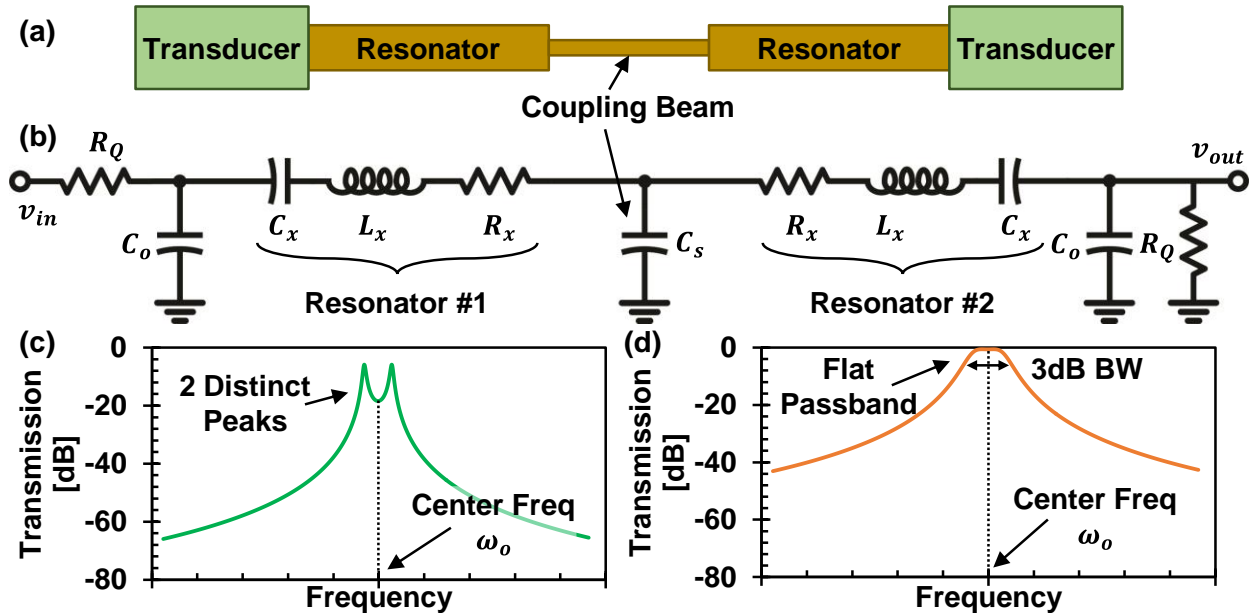 (a)
Transducer Resonator Resonator Transducer
Coupling Beam
(b)
R_Q
v_in
C_o
C_x L_x R_x
Resonator #1
C_s
R_x L_x C_x
Resonator #2
C_o R_Q
v_out
(c)
Transmission
[dB]
0
-20
-40
-60
-80
2 Distinct
Peaks
Center Freq
ω_o
Frequency
(d)
Transmission
[dB]
0
-20
-40
-60
-80
Flat
Passband
3dB BW
Center Freq
ω_o
Frequency